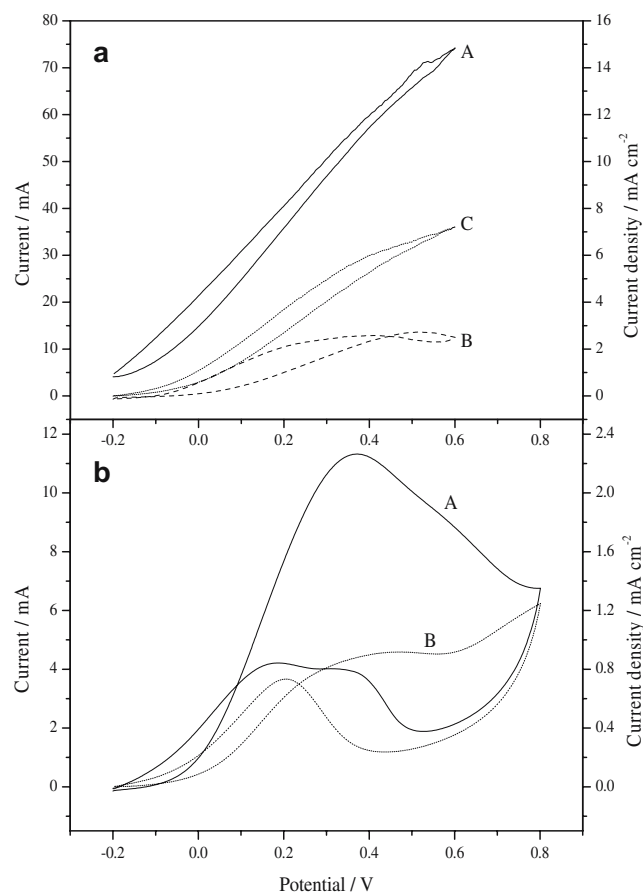 a
A
C
B
80
70
60
50
40
30
20
10
0
Current / mA
16
14
12
10
8
6
4
2
0
Current density / mA cm⁻²
-0.2 0.0 0.2 0.4 0.6 0.8
b
A
B
12
10
8
6
4
2
0
Current / mA
2.4
2.0
1.6
1.2
0.8
0.4
0.0
Current density / mA cm⁻²
-0.2 0.0 0.2 0.4 0.6 0.8
Potential / V